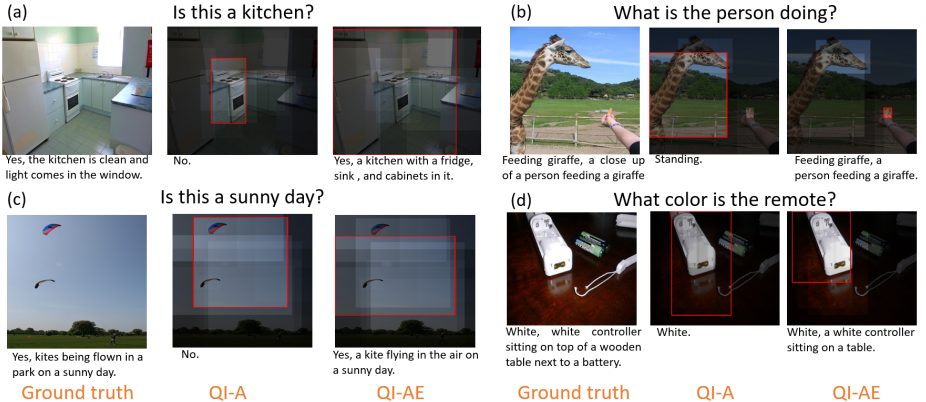 (a) Is this a kitchen?
Yes, the kitchen is clean and
light comes in the window.
No.
Yes, a kitchen with a fridge,
sink , and cabinets in it.
(b) What is the person doing?
Feeding giraffe, a close up
of a person feeding a giraffe
Standing.
Feeding giraffe, a
person feeding a giraffe.
(c) Is this a sunny day?
Yes, kites being flown in a
park on a sunny day.
No.
Yes, a kite flying in the air on
a sunny day.
(d) What color is the remote?
White, white controller
sitting on top of a wooden
table next to a battery.
White.
White, a white controller
sitting on a table.
Ground truth QI-A QI-AE Ground truth QI-A QI-AE